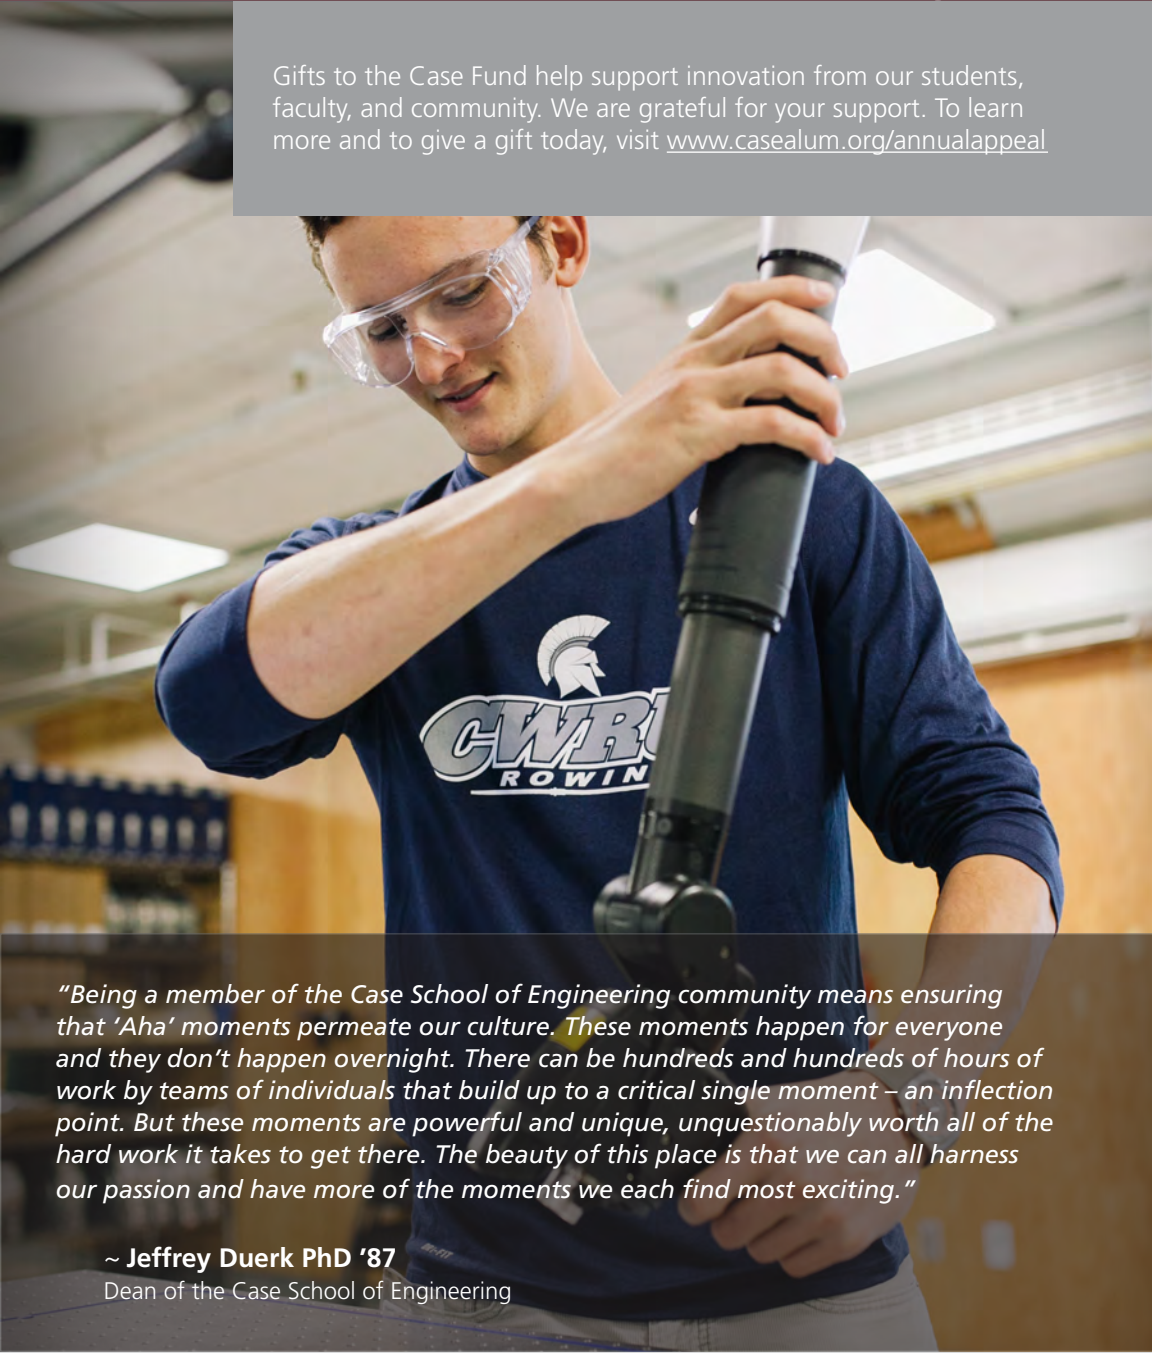 Gifts to the Case Fund help support innovation from our students,
faculty, and community. We are grateful for your support. To learn
more and to give a gift today, visit www.casealum.org/annualappeal
CWRU
ROWIN
“Being a member of the Case School of Engineering community means ensuring
that ‘Aha’ moments permeate our culture. These moments happen for everyone
and they don’t happen overnight. There can be hundreds and hundreds of hours of
work by teams of individuals that build up to a critical single moment – an inflection
point. But these moments are powerful and unique, unquestionably worth all of the
hard work it takes to get there. The beauty of this place is that we can all harness
our passion and have more of the moments we each find most exciting.”
~ Jeffrey Duerk PhD ’87
Dean of the Case School of Engineering